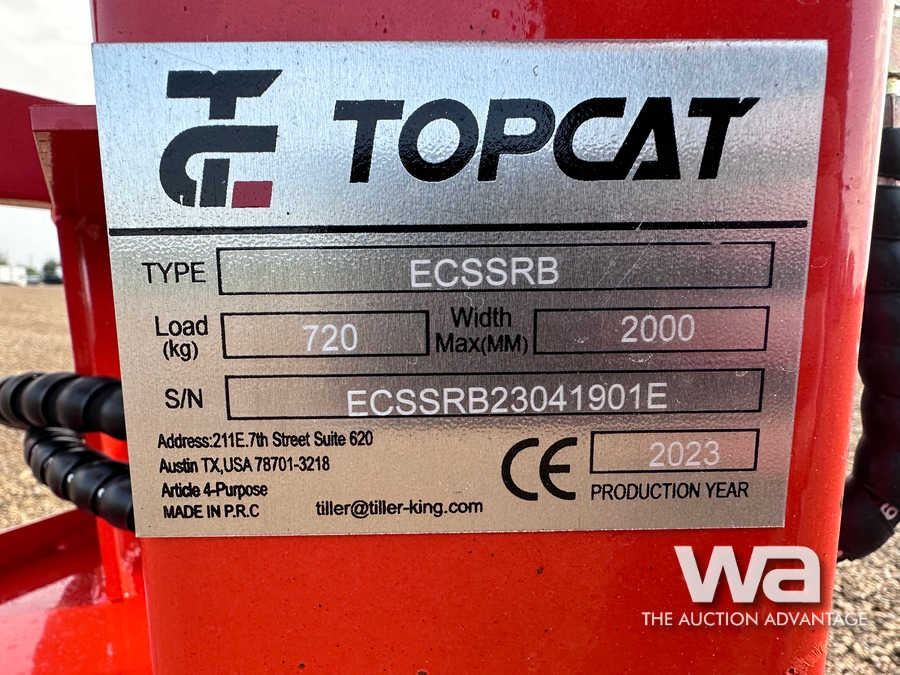 TC TOPCAT
TYPE ECSSRB
Load (kg) 720 Width Max(MM) 2000
S/N ECSSRB23041901E
Address:211E.7th Street Suite 620
Austin TX,USA 78701-3218
Article 4-Purpose
MADE IN P.R.C tiller@tiller-king.com
CE 2023
PRODUCTION YEAR
wa
THE AUCTION ADVANTAGE